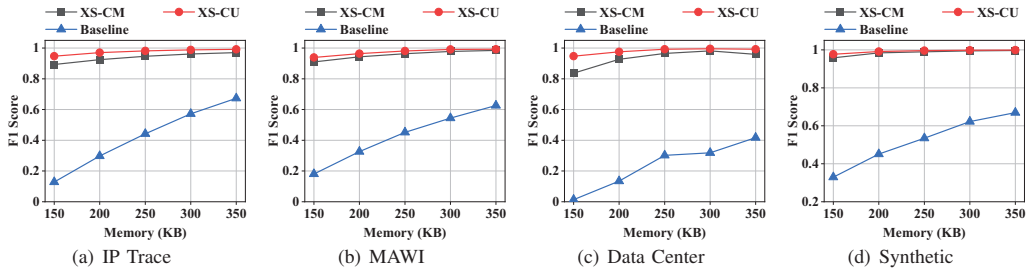 XS-CM XS-CU
Baseline
F1 Score
1
0.8
0.6
0.4
0.2
0
150 200 250 300 350
Memory (KB)
(a) IP Trace
XS-CM XS-CU
Baseline
F1 Score
1
0.8
0.6
0.4
0.2
0
150 200 250 300 350
Memory (KB)
(b) MAWI
XS-CM XS-CU
Baseline
F1 Score
1
0.8
0.6
0.4
0.2
0
150 200 250 300 350
Memory (KB)
(c) Data Center
XS-CM XS-CU
Baseline
F1 Score
1
0.8
0.6
0.4
0.2
150 200 250 300 350
Memory (KB)
(d) Synthetic